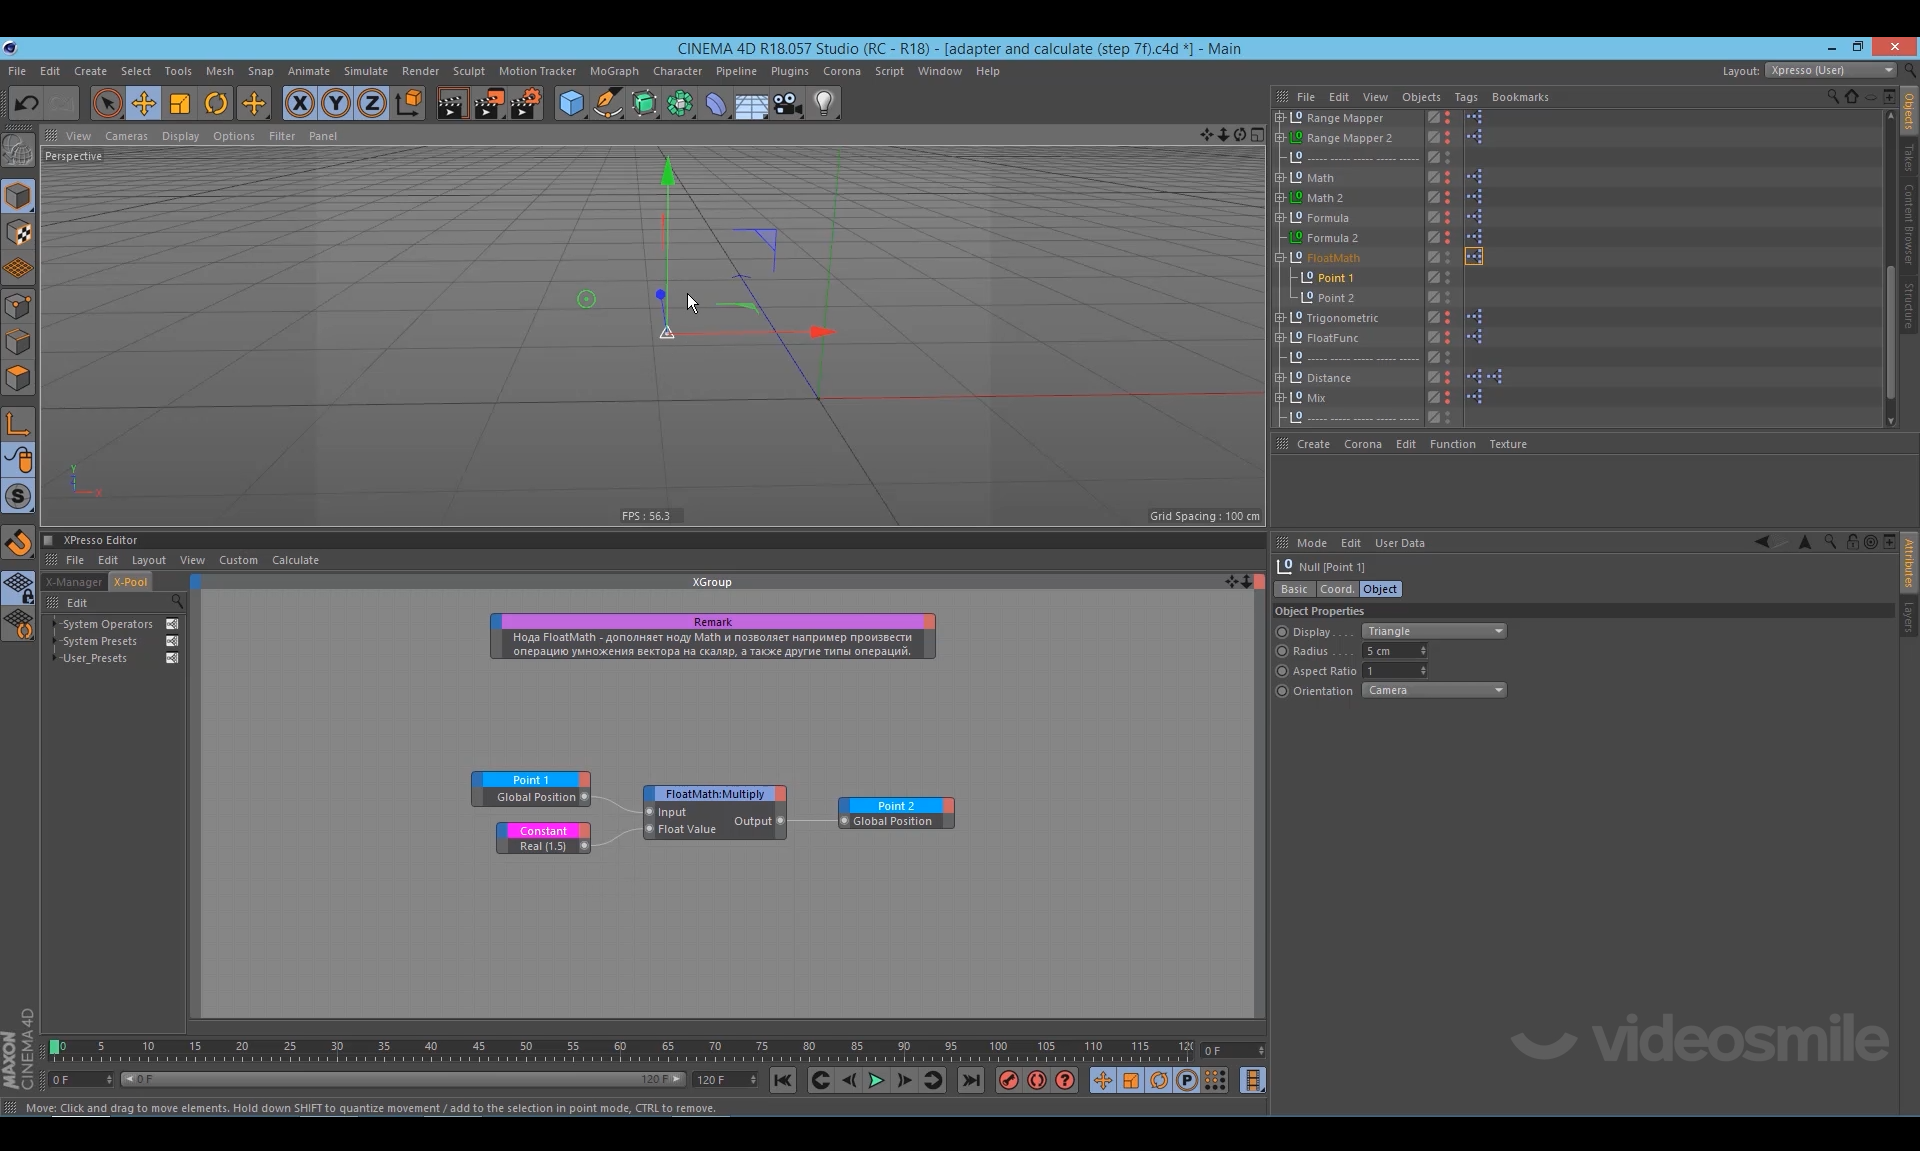 CINEMA 4D R18.057 Studio (RC - R18) - [adapter and calculate (step 7f).c4d *] - Main
File Edit Create Select Tools Mesh Snap Animate Simulate Render Sculpt Motion Tracker MoGraph Character Pipeline Plugins Corona Script Window Help
Layout: Xpresso (User)
View Cameras Display Options Filter Panel
Perspective
Y
X
FPS : 56.3
Grid Spacing : 100 cm
File Edit View Objects Tags Bookmarks
Range Mapper
Range Mapper 2
----- ----- ----- ----- -----
Math
Math 2
Formula
Formula 2
FloatMath
Point 1
Point 2
Trigonometric
FloatFunc
----- ----- ----- ----- -----
Distance
Mix
----- ----- ----- ----- -----
Objects
Takes
Content Browser
Structure
Create Corona Edit Function Texture
XPresso Editor
File Edit Layout View Custom Calculate
X-Manager X-Pool
Edit
System Operators
System Presets
User_Presets
XGroup
Remark
Нода FloatMath - дополняет ноду Math и позволяет например произвести
операцию умножения вектора на скаляр, а также другие типы операций.
Point 1
Global Position
Constant
Real (1.5)
FloatMath:Multiply
Input
Float Value
Output
Point 2
Global Position
Mode Edit User Data
Null [Point 1]
Basic Coord. Object
Object Properties
Display . . . . Triangle
Radius . . . . 5 cm
Aspect Ratio 1
Orientation Camera
Attributes
Layers
0 5 10 15 20 25 30 35 40 45 50 55 60 65 70 75 80 85 90 95 100 105 110 115 120
0 F
0 F
0 F
120 F
120 F
Move: Click and drag to move elements. Hold down SHIFT to quantize movement / add to the selection in point mode, CTRL to remove.
MAXON
CINEMA 4D
videosmile